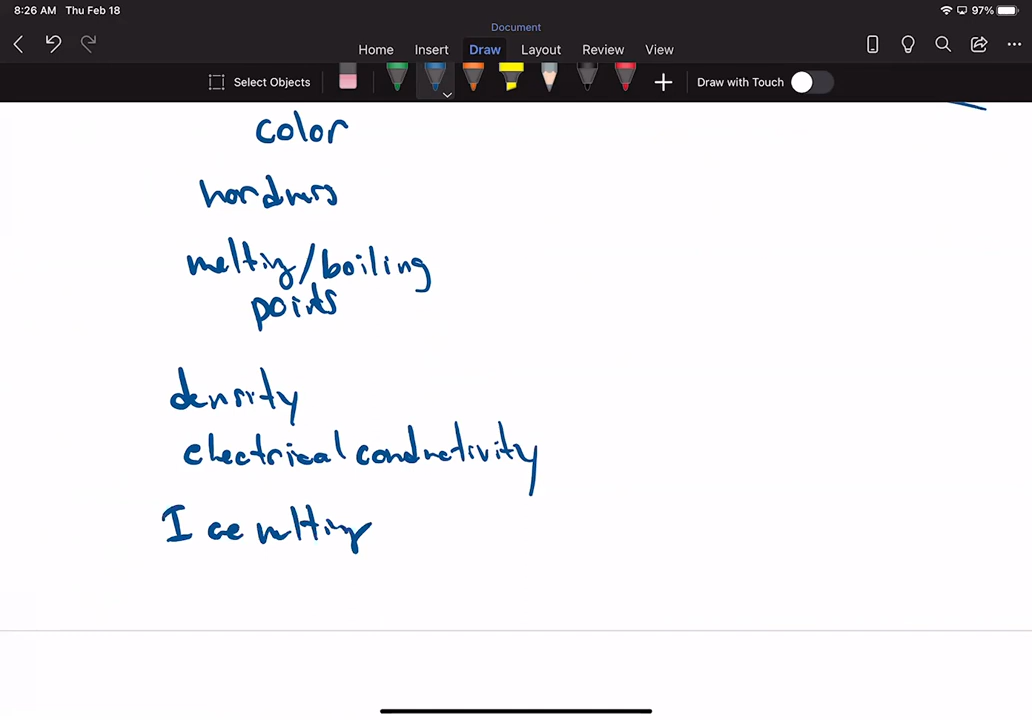 8:26 AM Thu Feb 18
97%
Document
Home Insert Draw Layout Review View
Select Objects
Draw with Touch
color
hardness
melting/boiling
points
density
electrical conductivity
Ice melting